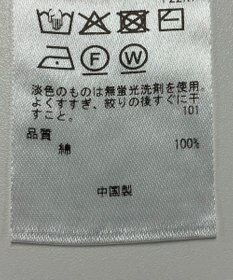 F W
淡色のものは無蛍光洗剤を使用。
よくすすぎ、絞りの後すぐに干
すこと。 101
品質
綿 100%
中国製